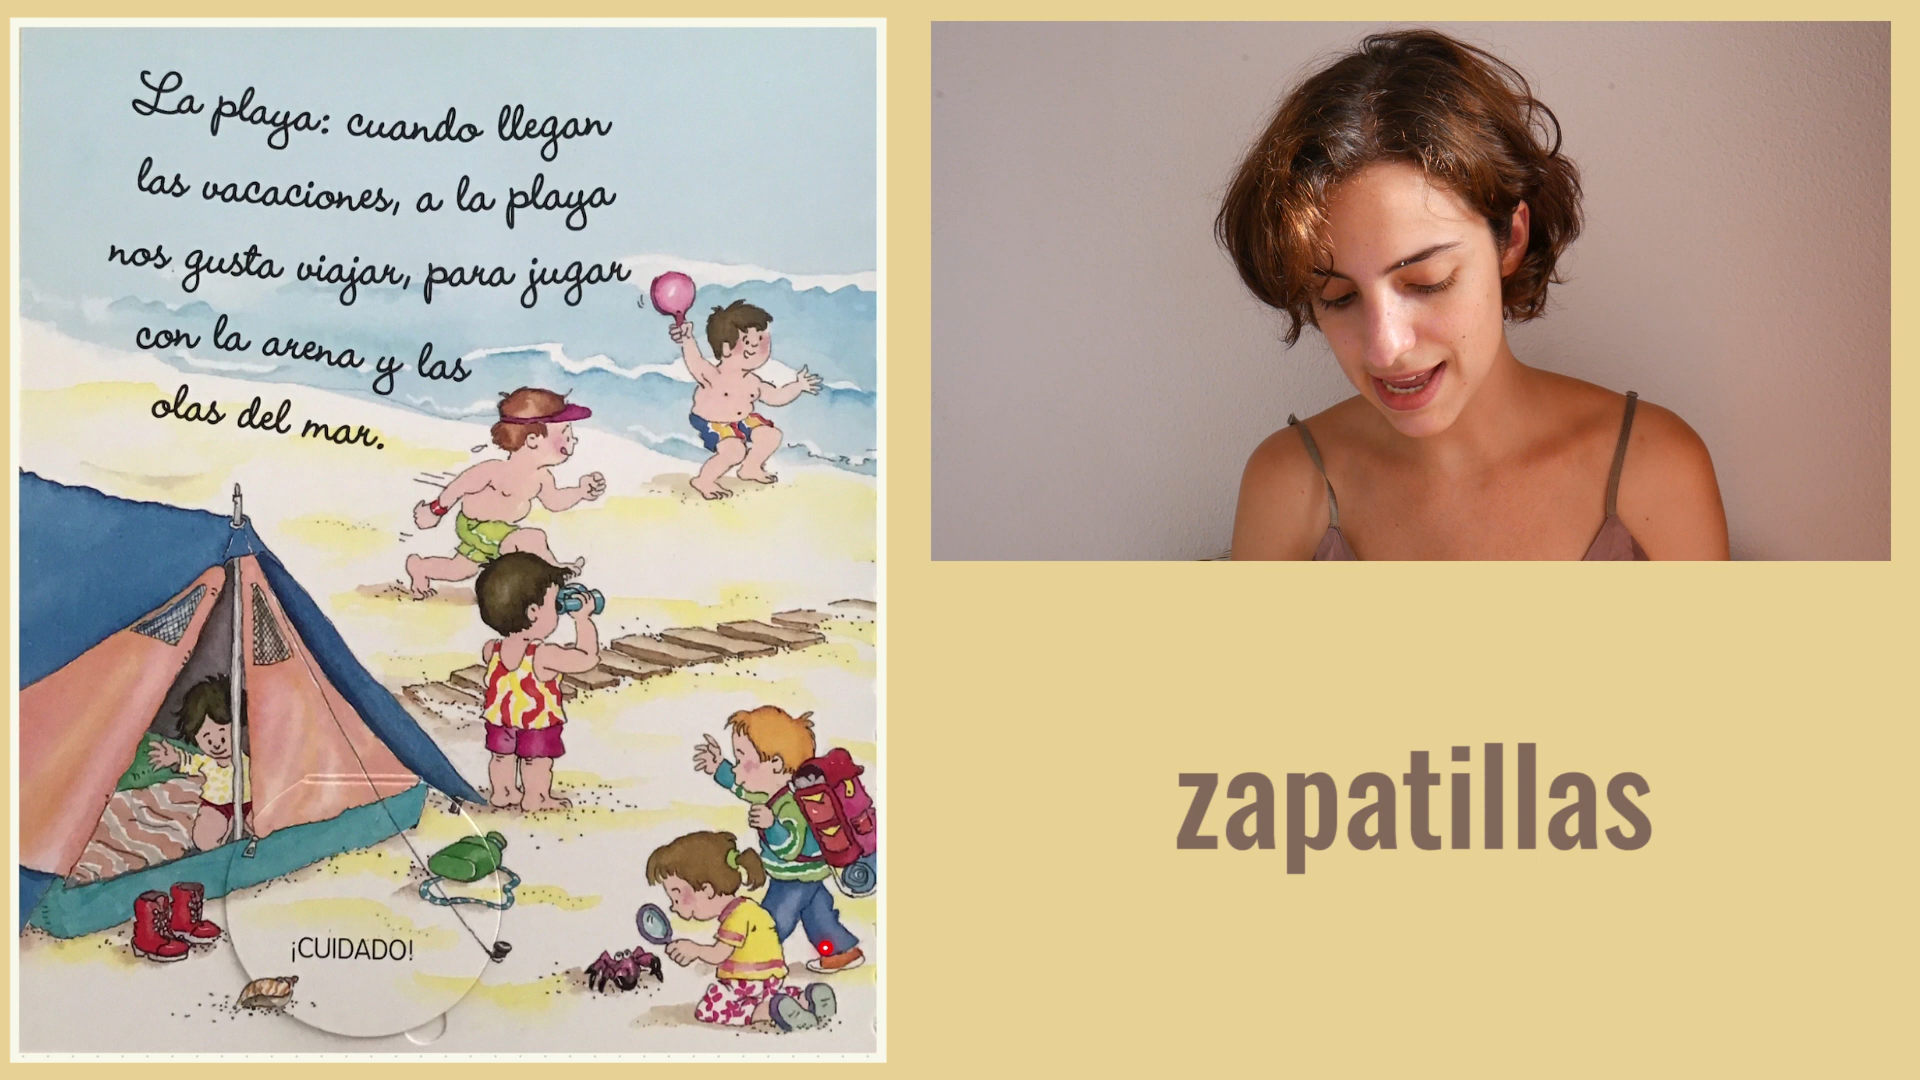 La playa: cuando llegan
las vacaciones, a la playa
nos gusta viajar, para jugar
con la arena y las
olas del mar.
¡CUIDADO!
zapatillas